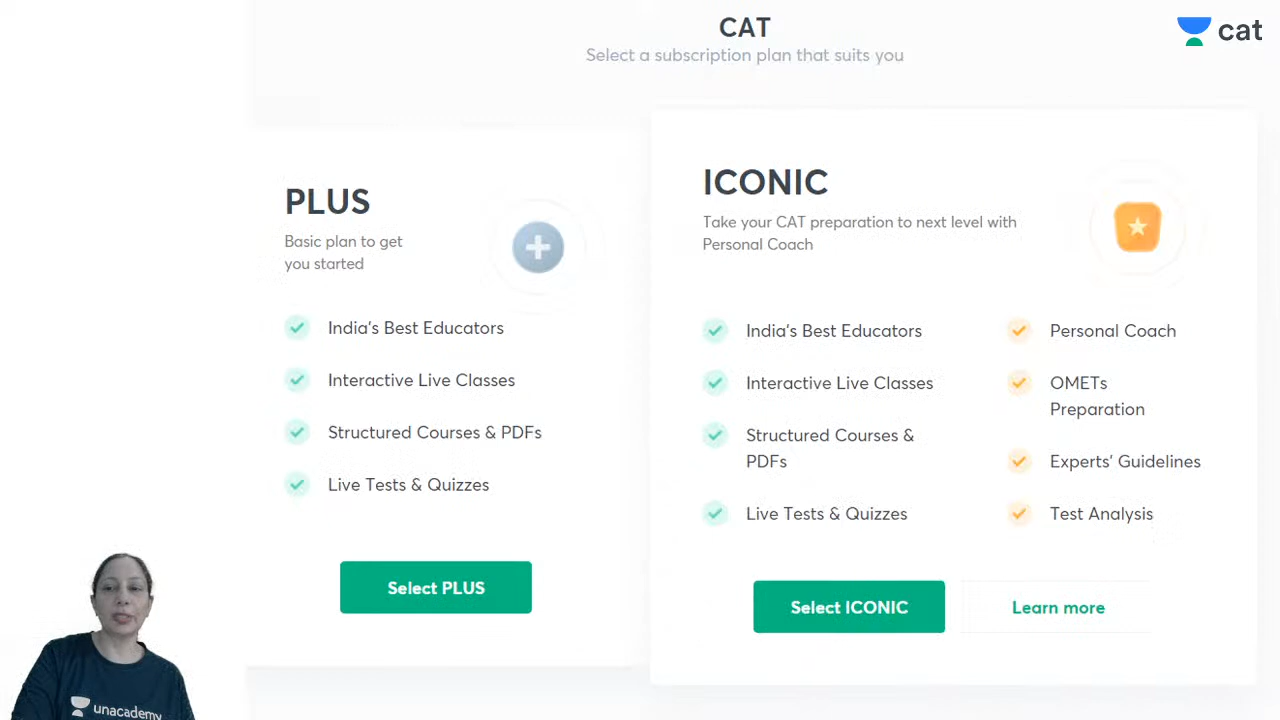 CAT
Select a subscription plan that suits you
cat
PLUS
Basic plan to get
you started
India's Best Educators
Interactive Live Classes
Structured Courses & PDFs
Live Tests & Quizzes
Select PLUS
ICONIC
Take your CAT preparation to next level with
Personal Coach
India's Best Educators
Interactive Live Classes
Structured Courses &
PDFs
Live Tests & Quizzes
Personal Coach
OMETs
Preparation
Experts' Guidelines
Test Analysis
Select ICONIC
Learn more
unacademy